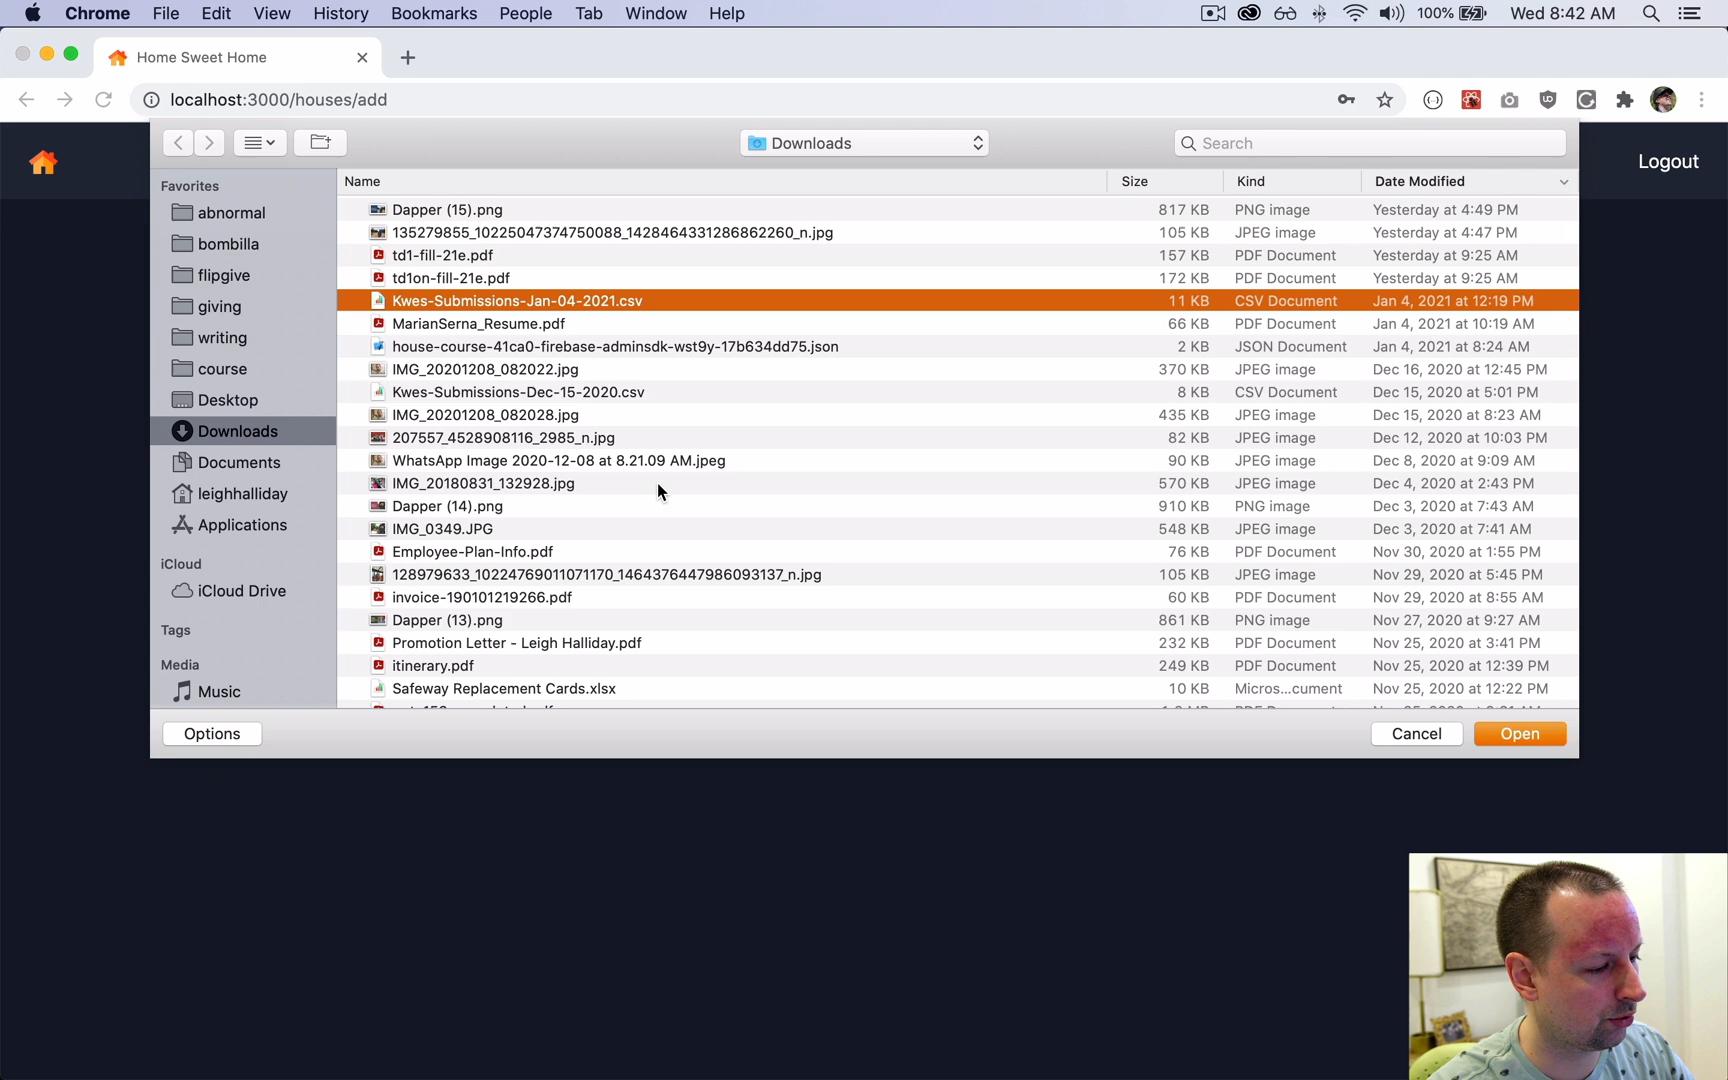 Chrome File Edit View History Bookmarks People Tab Window Help 100% Wed 8:42 AM
Home Sweet Home
localhost:3000/houses/add
Downloads Search
Logout
Favorites
abnormal
bombilla
flipgive
giving
writing
course
Desktop
Downloads
Documents
leighhalliday
Applications
iCloud
iCloud Drive
Tags
Media
Music
Name Size Kind Date Modified
Dapper (15).png 817 KB PNG image Yesterday at 4:49 PM
135279855_10225047374750088_1428464331286862260_n.jpg 105 KB JPEG image Yesterday at 4:47 PM
td1-fill-21e.pdf 157 KB PDF Document Yesterday at 9:25 AM
td1on-fill-21e.pdf 172 KB PDF Document Yesterday at 9:25 AM
Kwes-Submissions-Jan-04-2021.csv 11 KB CSV Document Jan 4, 2021 at 12:19 PM
MarianSerna_Resume.pdf 66 KB PDF Document Jan 4, 2021 at 10:19 AM
house-course-41ca0-firebase-adminsdk-wst9y-17b634dd75.json 2 KB JSON Document Jan 4, 2021 at 8:24 AM
IMG_20201208_082022.jpg 370 KB JPEG image Dec 16, 2020 at 12:45 PM
Kwes-Submissions-Dec-15-2020.csv 8 KB CSV Document Dec 15, 2020 at 5:01 PM
IMG_20201208_082028.jpg 435 KB JPEG image Dec 15, 2020 at 8:23 AM
207557_4528908116_2985_n.jpg 82 KB JPEG image Dec 12, 2020 at 10:03 PM
WhatsApp Image 2020-12-08 at 8.21.09 AM.jpeg 90 KB JPEG image Dec 8, 2020 at 9:09 AM
IMG_20180831_132928.jpg 570 KB JPEG image Dec 4, 2020 at 2:43 PM
Dapper (14).png 910 KB PNG image Dec 3, 2020 at 7:43 AM
IMG_0349.JPG 548 KB JPEG image Dec 3, 2020 at 7:41 AM
Employee-Plan-Info.pdf 76 KB PDF Document Nov 30, 2020 at 1:55 PM
128979633_10224769011071170_1464376447986093137_n.jpg 105 KB JPEG image Nov 29, 2020 at 5:45 PM
invoice-190101219266.pdf 60 KB PDF Document Nov 29, 2020 at 8:55 AM
Dapper (13).png 861 KB PNG image Nov 27, 2020 at 9:27 AM
Promotion Letter - Leigh Halliday.pdf 232 KB PDF Document Nov 25, 2020 at 3:41 PM
itinerary.pdf 249 KB PDF Document Nov 25, 2020 at 12:39 PM
Safeway Replacement Cards.xlsx 10 KB Micros...cument Nov 25, 2020 at 12:22 PM
Options Cancel Open